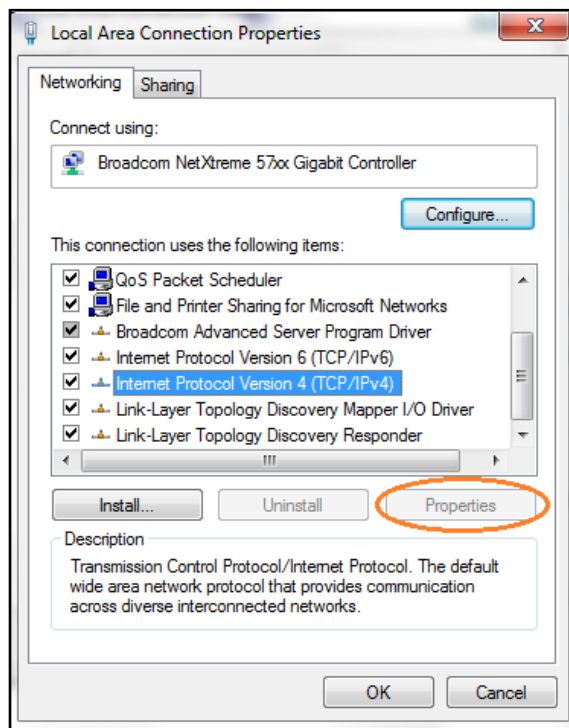 Local Area Connection Properties
Networking
Sharing
Connect using:
Broadcom NetXtreme 57xx Gigabit Controller
Configure...
This connection uses the following items:
QoS Packet Scheduler
File and Printer Sharing for Microsoft Networks
Broadcom Advanced Server Program Driver
Internet Protocol Version 6 (TCP/IPv6)
Internet Protocol Version 4 (TCP/IPv4)
Link-Layer Topology Discovery Mapper I/O Driver
Link-Layer Topology Discovery Responder
Install...
Uninstall
Properties
Description
Transmission Control Protocol/Internet Protocol. The default
wide area network protocol that provides communication
across diverse interconnected networks.
OK
Cancel